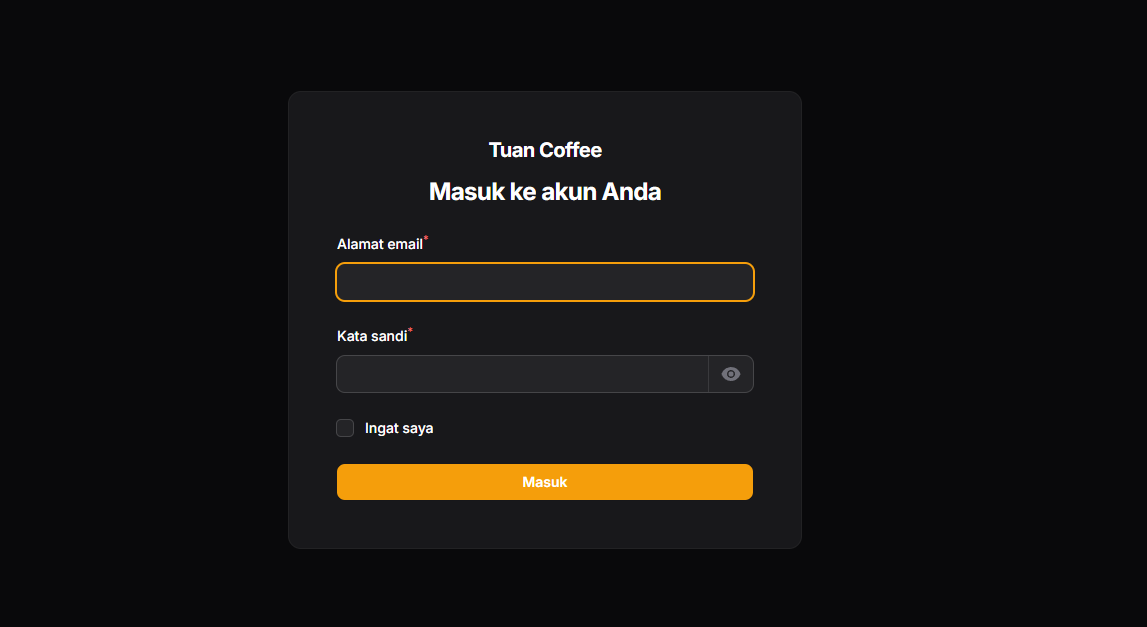 Tuan Coffee
Masuk ke akun Anda
Alamat email*
Kata sandi*
Ingat saya
Masuk